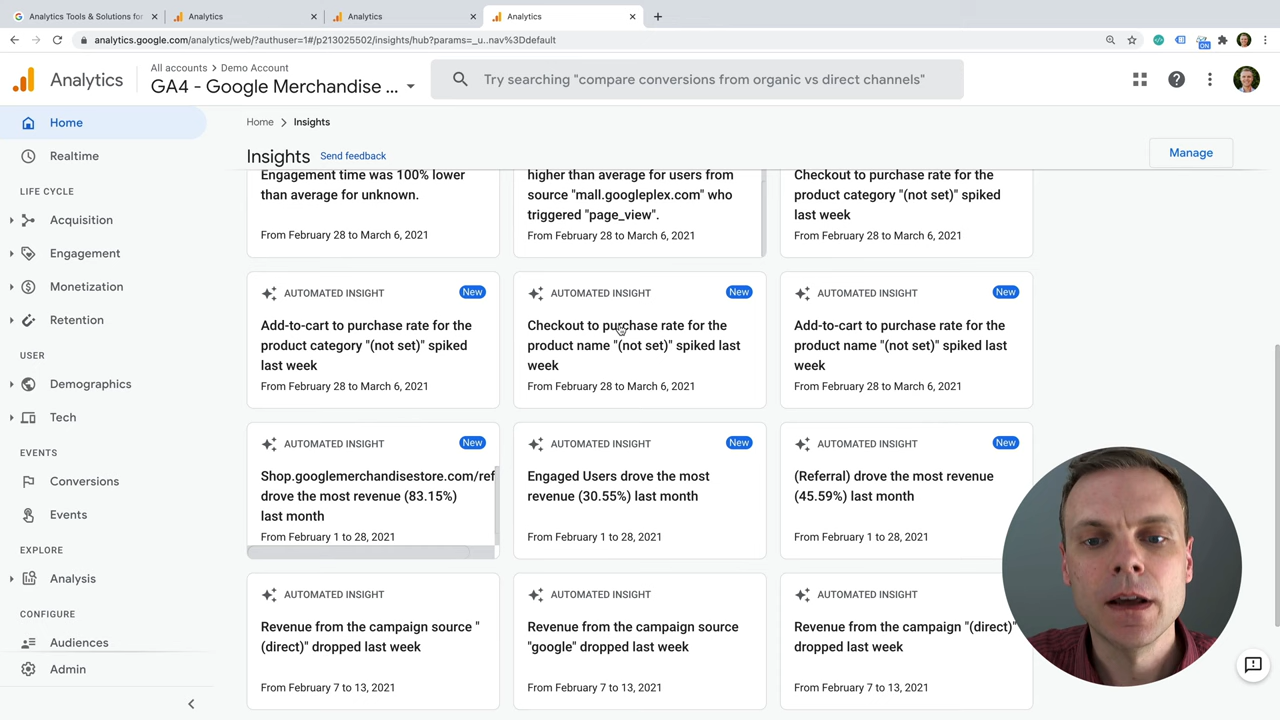 Analytics Tools & Solutions for
Analytics
Analytics
Analytics
analytics.google.com/analytics/web/?authuser=1#/p213025502/insights/hub?params=_u..nav%3Ddefault
ON
Analytics
All accounts > Demo Account
GA4 - Google Merchandise ...
Try searching "compare conversions from organic vs direct channels"
Home
Realtime
LIFE CYCLE
Acquisition
Engagement
Monetization
Retention
USER
Demographics
Tech
EVENTS
Conversions
Events
EXPLORE
Analysis
CONFIGURE
Audiences
Admin
Home > Insights
Insights
Send feedback
Manage
Engagement time was 100% lower
than average for unknown.
From February 28 to March 6, 2021
higher than average for users from
source "mall.googleplex.com" who
triggered "page_view".
From February 28 to March 6, 2021
Checkout to purchase rate for the
product category "(not set)" spiked
last week
From February 28 to March 6, 2021
AUTOMATED INSIGHT
New
Add-to-cart to purchase rate for the
product category "(not set)" spiked
last week
From February 28 to March 6, 2021
AUTOMATED INSIGHT
New
Checkout to purchase rate for the
product name "(not set)" spiked last
week
From February 28 to March 6, 2021
AUTOMATED INSIGHT
New
Add-to-cart to purchase rate for the
product name "(not set)" spiked last
week
From February 28 to March 6, 2021
AUTOMATED INSIGHT
New
Shop.googlemerchandisestore.com/ref
drove the most revenue (83.15%)
last month
From February 1 to 28, 2021
AUTOMATED INSIGHT
New
Engaged Users drove the most
revenue (30.55%) last month
From February 1 to 28, 2021
AUTOMATED INSIGHT
New
(Referral) drove the most revenue
(45.59%) last month
From February 1 to 28, 2021
AUTOMATED INSIGHT
Revenue from the campaign source "
(direct)" dropped last week
From February 7 to 13, 2021
AUTOMATED INSIGHT
Revenue from the campaign source
"google" dropped last week
From February 7 to 13, 2021
AUTOMATED INSIGHT
Revenue from the campaign "(direct)"
dropped last week
From February 7 to 13, 2021